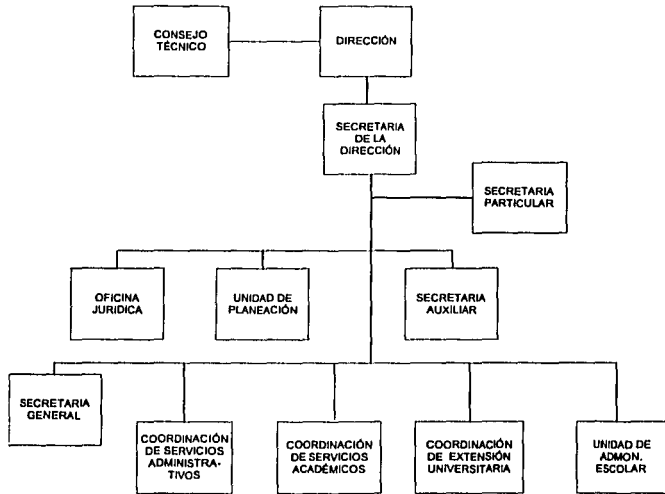 CONSEJO
TÉCNICO
DIRECCIÓN
SECRETARIA
DE LA
DIRECCIÓN
SECRETARIA
PARTICULAR
OFICINA
JURIDICA
UNIDAD DE
PLANEACIÓN
SECRETARIA
AUXILIAR
SECRETARIA
GENERAL
COORDINACIÓN
DE SERVICIOS
ADMINISTRA-
TIVOS
COORDINACIÓN
DE SERVICIOS
ACADÉMICOS
COORDINACIÓN
DE EXTENSIÓN
UNIVERSITARIA
UNIDAD DE
ADMON.
ESCOLAR